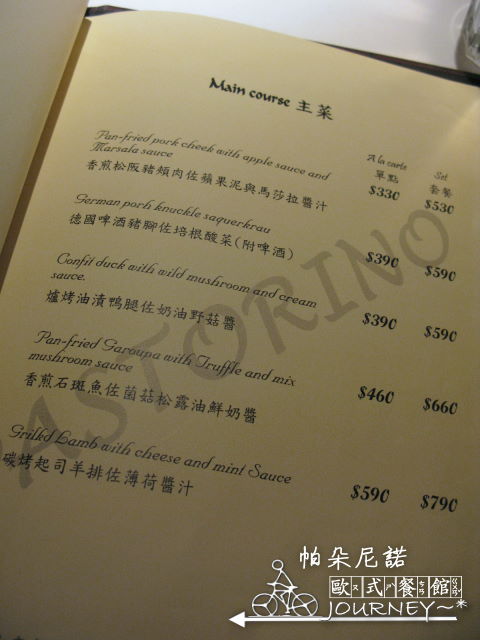 Main course 主菜
A la carte
單點
Set
套餐
Pan-fried pork cheek with apple sauce and
Marsala sauce
香煎松阪豬頰肉佐蘋果泥與馬莎拉醬汁
$330 $530
German pork knuckle saquerkrau
德國啤酒豬腳佐培根酸菜(附啤酒)
$390 $590
Confit duck with wild mushroom and cream
sauce.
爐烤油漬鴨腿佐奶油野菇醬
$390 $590
Pan-fried Garoupa with Truffle and mix
mushroom sauce
香煎石斑魚佐菌菇松露油鮮奶醬
$460 $660
Grilkd Lamb with cheese and mint Sauce
碳烤起司羊排佐薄荷醬汁
$590 $790
ASTORINO
帕朵尼諾
歐式餐館
JOURNEY~*